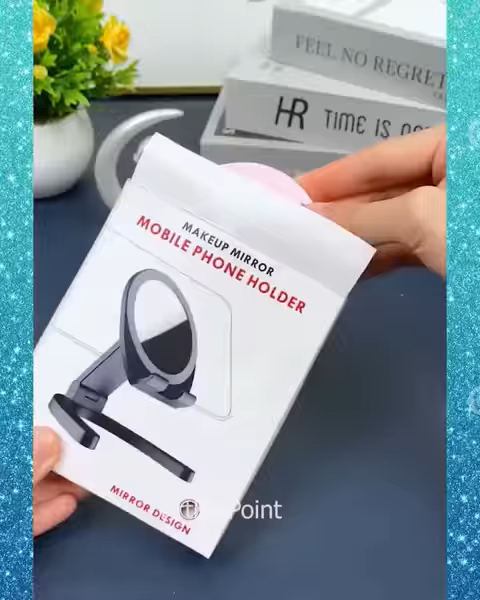 FEEL NO REGRET
HR TIME IS
MAKEUP MIRROR
MOBILE PHONE HOLDER
MIRROR DESIGN
Point